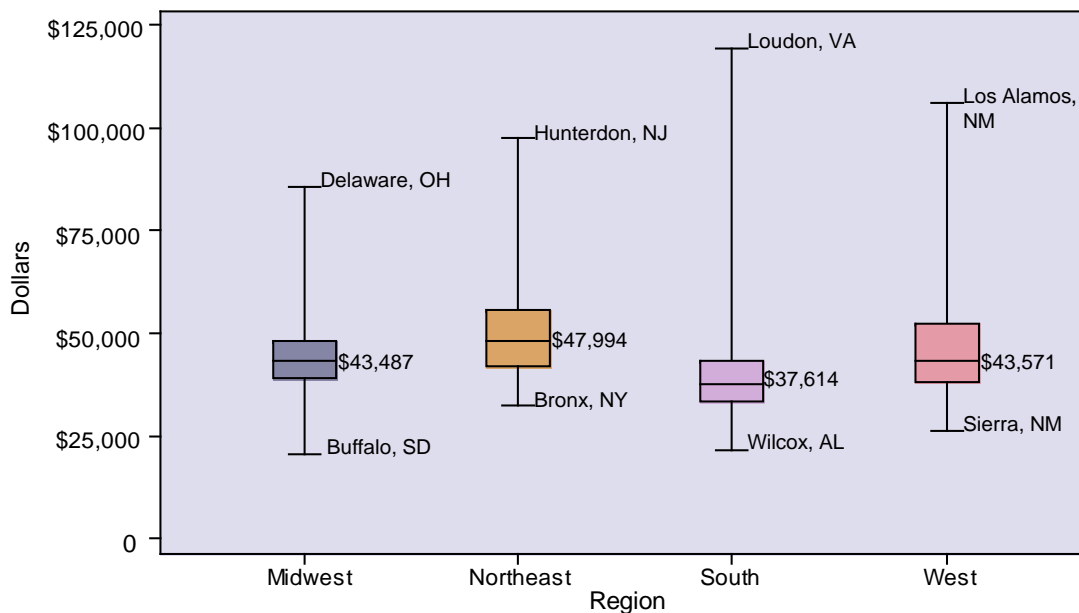 $125,000
$100,000
$75,000
$50,000
$25,000
0
Dollars
Delaware, OH
$43,487
Buffalo, SD
Hunterdon, NJ
$47,994
Bronx, NY
Loudon, VA
$37,614
Wilcox, AL
Los Alamos,
NM
$43,571
Sierra, NM
Midwest
Northeast
South
West
Region